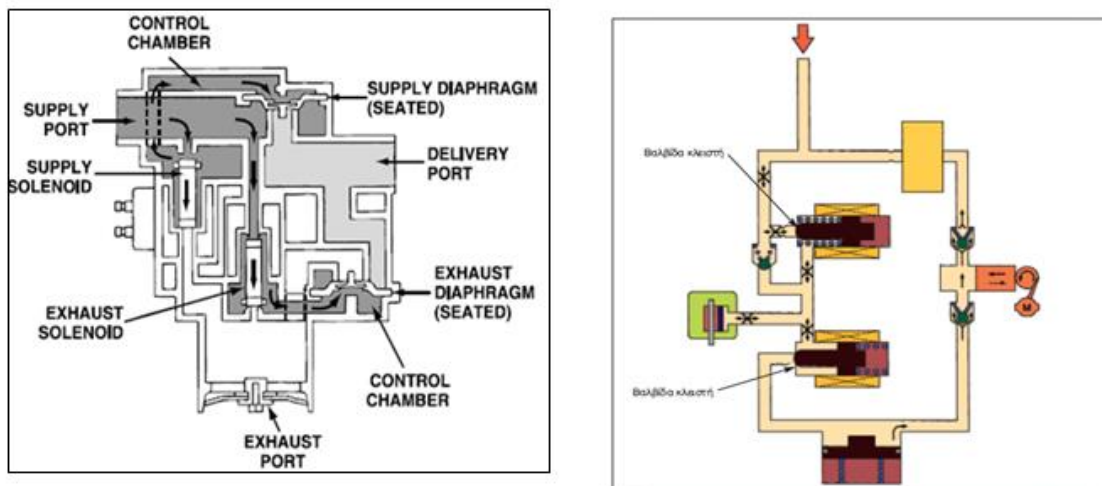 CONTROL
CHAMBER
SUPPLY DIAPHRAGM
(SEATED)
SUPPLY
PORT
DELIVERY
PORT
SUPPLY
SOLENOID
EXHAUST
DIAPHRAGM
(SEATED)
EXHAUST
SOLENOID
CONTROL
CHAMBER
EXHAUST
PORT
Βαλβίδα κλειστή
M
Βαλβίδα κλειστή